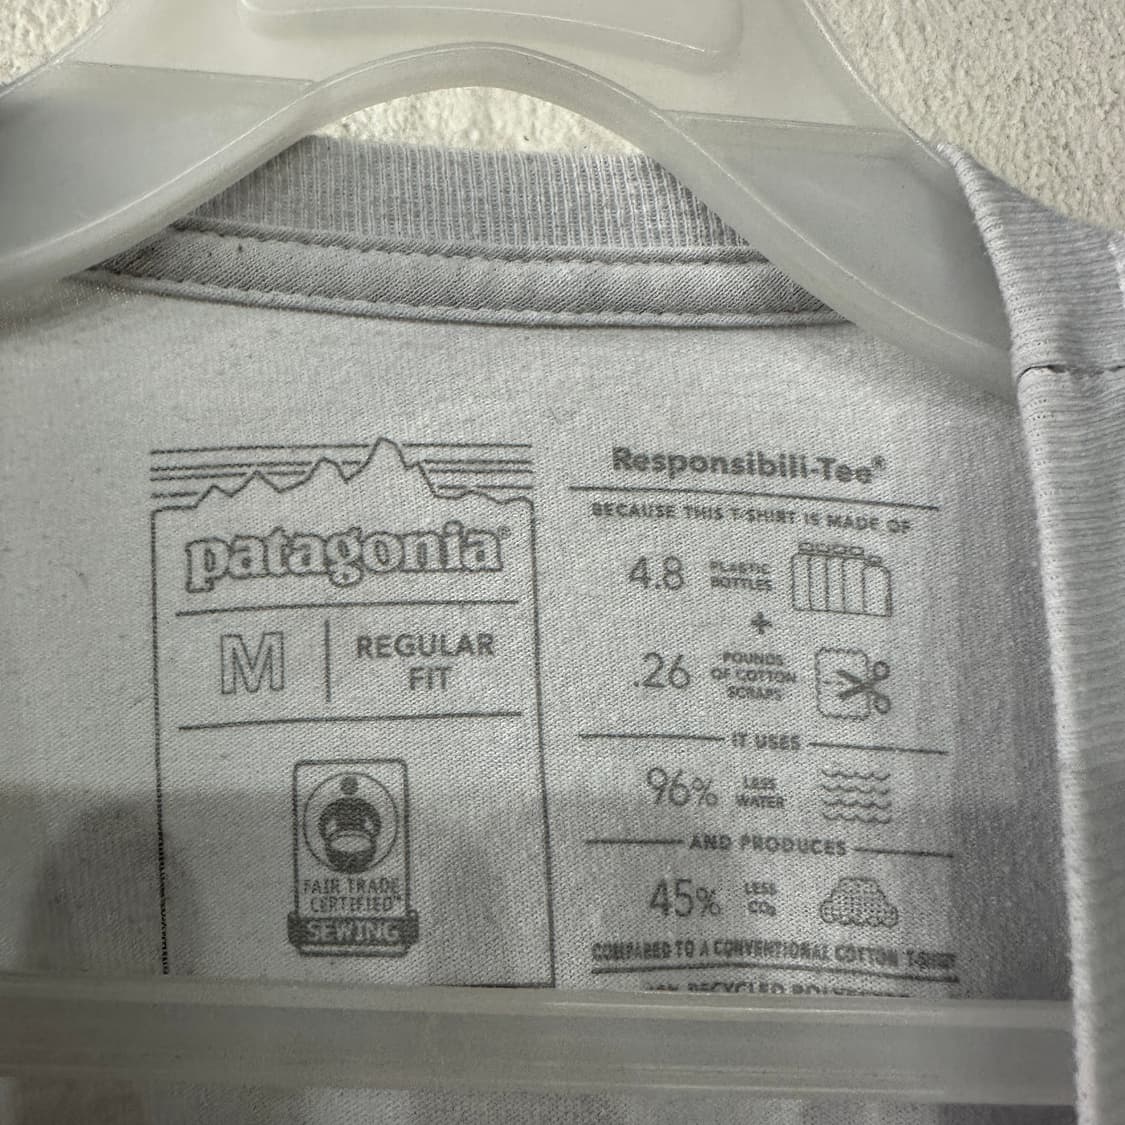 patagonia®
M
REGULAR
FIT
FAIR TRADE
CERTIFIED™
SEWING
Responsibili-Tee®
BECAUSE THIS T-SHIRT IS MADE OF
4.8 PLASTIC
BOTTLES
+
.26 POUNDS
OF COTTON
SCRAPS
IT USES
96% LESS
WATER
AND PRODUCES
45% LESS
CO₂
COMPARED TO A CONVENTIONAL COTTON T-SHIRT
RECYCLED